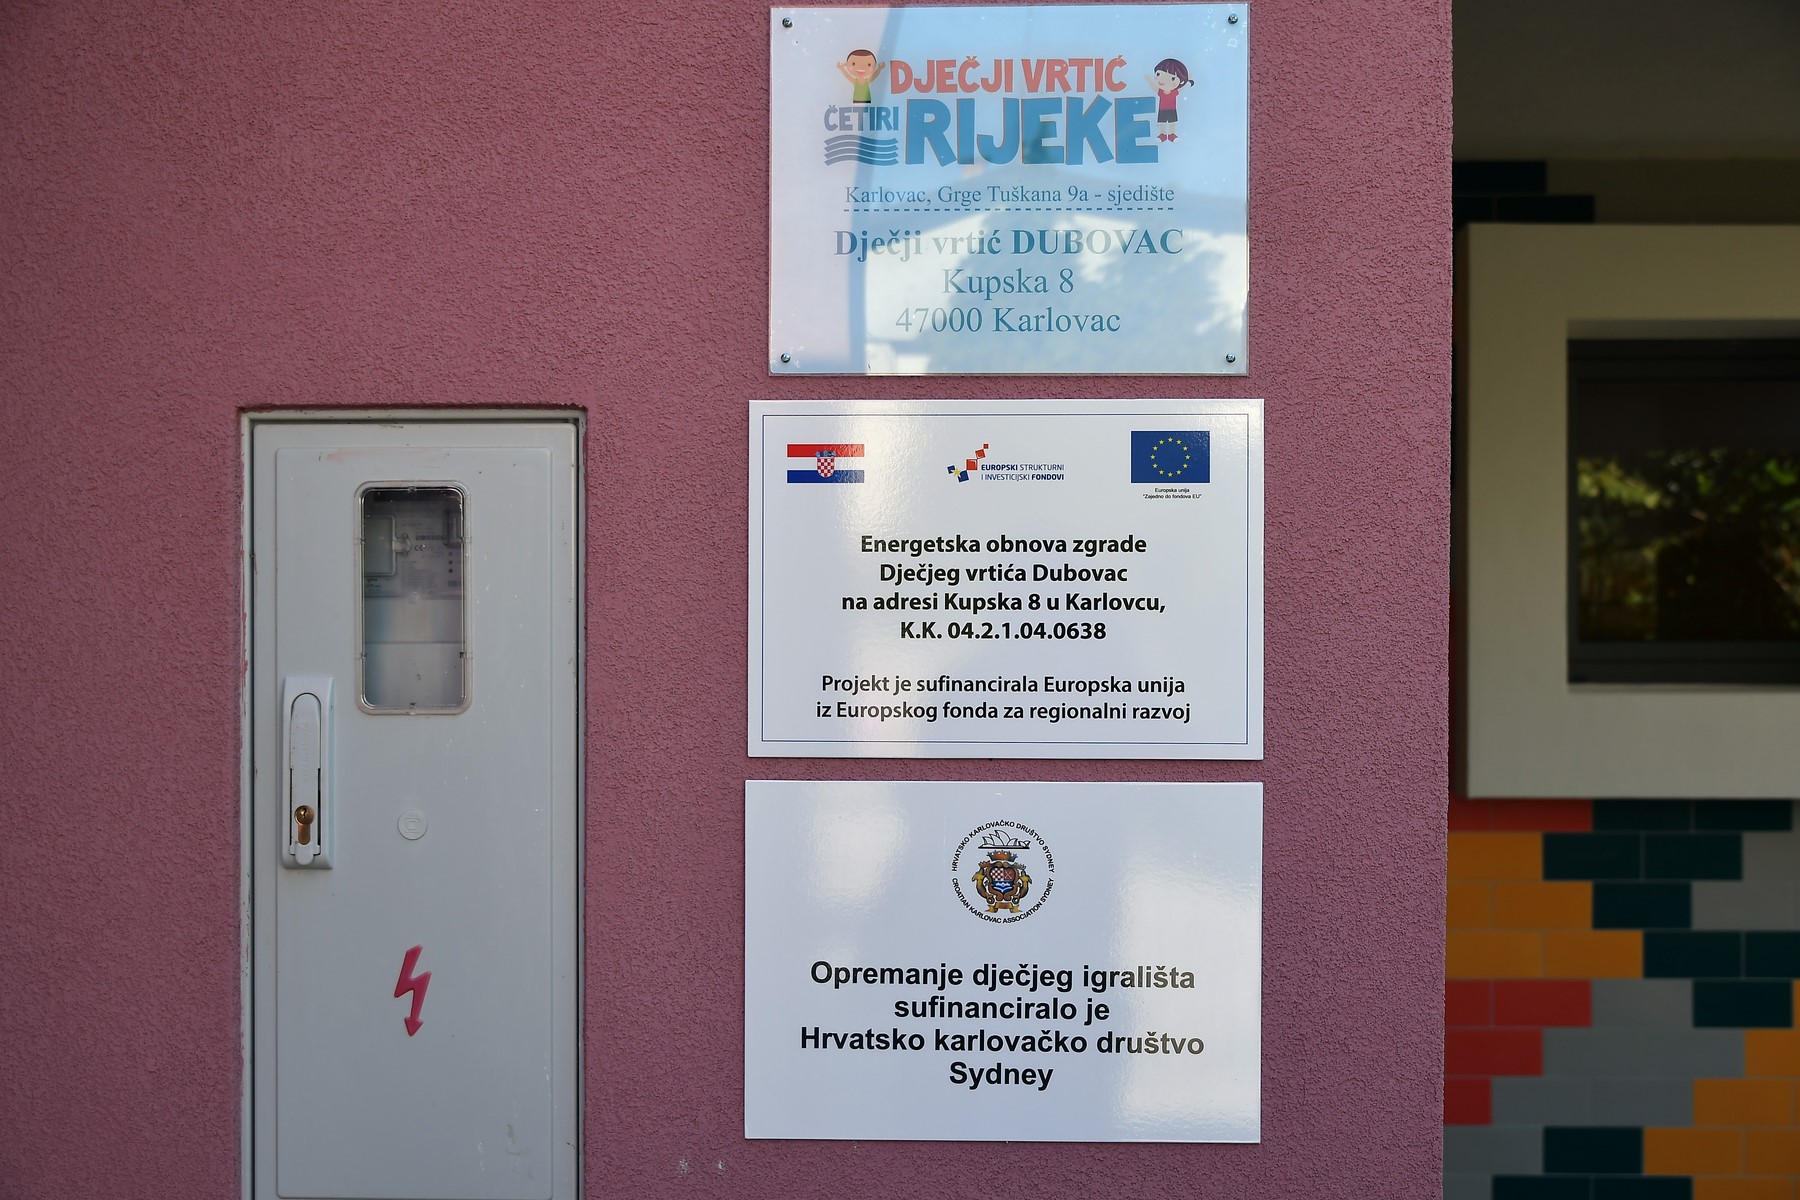 DJEČJI VRTIĆ
ČETIRI RIJEKE
Karlovac, Grge Tuškana 9a - sjedište
Dječji vrtić DUBOVAC
Kupska 8
47000 Karlovac
EUROPSKI STRUKTURNI
I INVESTICIJSKI FONDOVI
Europska unija
"Zajedno do fondova EU"
Energetska obnova zgrade
Dječjeg vrtića Dubovac
na adresi Kupska 8 u Karlovcu,
K.K. 04.2.1.04.0638
Projekt je sufinancirala Europska unija
iz Europskog fonda za regionalni razvoj
HRVATSKO KARLOVAČKO DRUŠTVO SYDNEY
CROATIAN KARLOVAC ASSOCIATION SYDNEY
Opremanje dječjeg igrališta
sufinanciralo je
Hrvatsko karlovačko društvo
Sydney